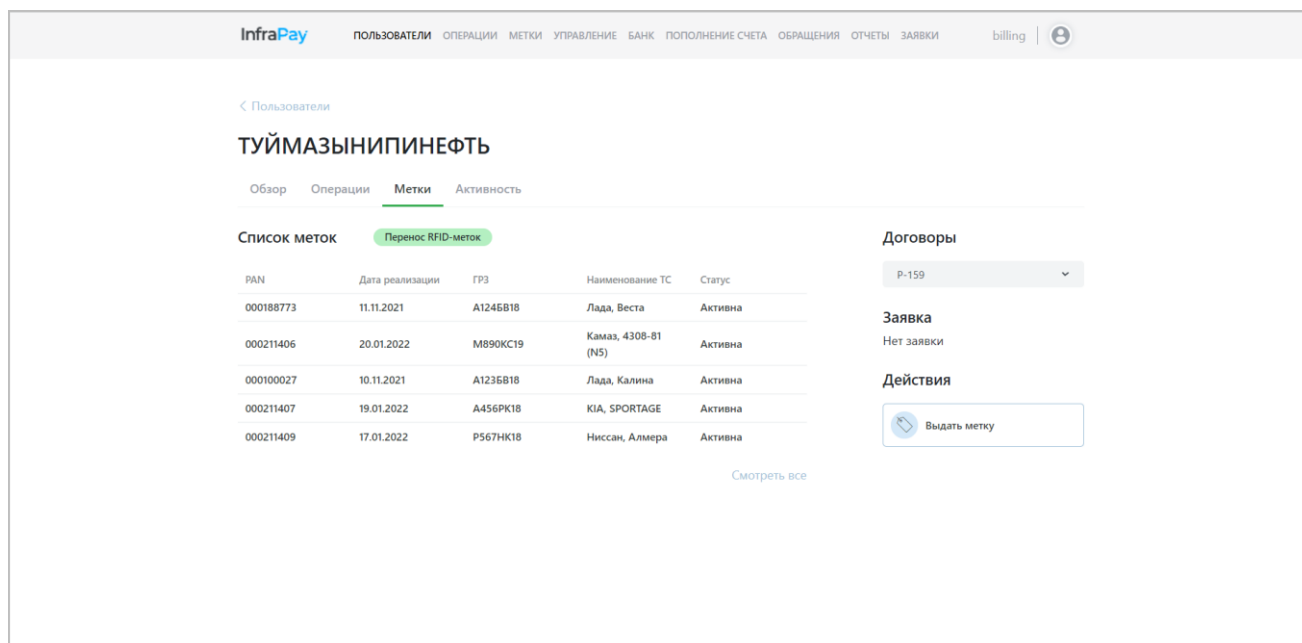 InfraPay ПОЛЬЗОВАТЕЛИ ОПЕРАЦИИ МЕТКИ УПРАВЛЕНИЕ БАНК ПОПОЛНЕНИЕ СЧЕТА ОБРАЩЕНИЯ ОТЧЕТЫ ЗАЯВКИ billing
Пользователи
ТУЙМАЗЫНИПИНЕФТЬ
Обзор Операции Метки Активность
Список меток Перенос RFID-меток
PAN Дата реализации ГРЗ Наименование ТС Статус
000188773 11.11.2021 А124БВ18 Лада, Веста Активна
000211406 20.01.2022 М890КС19 Камаз, 4308-81 (N5) Активна
000100027 10.11.2021 А123БВ18 Лада, Калина Активна
000211407 19.01.2022 А456РК18 KIA, SPORTAGE Активна
000211409 17.01.2022 Р567НК18 Ниссан, Алмера Активна
Смотреть все
Договоры
Р-159
Заявка
Нет заявки
Действия
Выдать метку